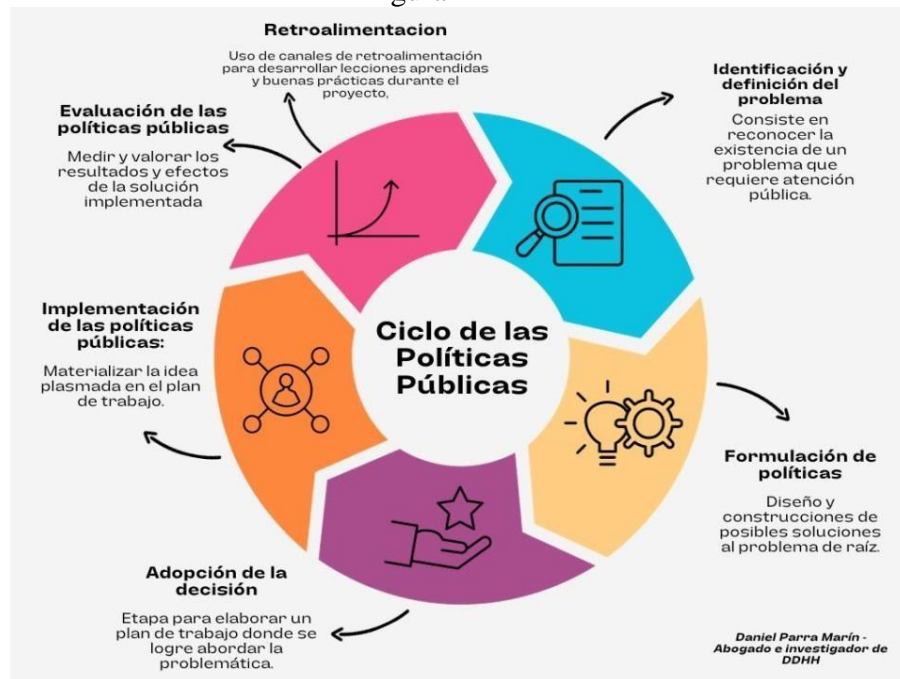 Retroalimentacion
Uso de canales de retroalimentación
para desarrollar lecciones aprendidas
y buenas prácticas durante el
proyecto,
Identificación y
definición del
problema
Consiste en
reconocer la
existencia de un
problema que
requiere atención
pública.
Evaluación de las
políticas públicas
Medir y valorar los
resultados y efectos
de la solución
implementada
Implementación
de las políticas
públicas:
Materializar la idea
plasmada en el plan
de trabajo.
Ciclo de las
Políticas
Públicas
Formulación de
políticas
Diseño y
construcciones de
posibles soluciones
al problema de raíz.
Adopción de la
decisión
Etapa para elaborar un
plan de trabajo donde se
logre abordar la
problemática.
Daniel Parra Marín -
Abogado e investigador de
DDHH